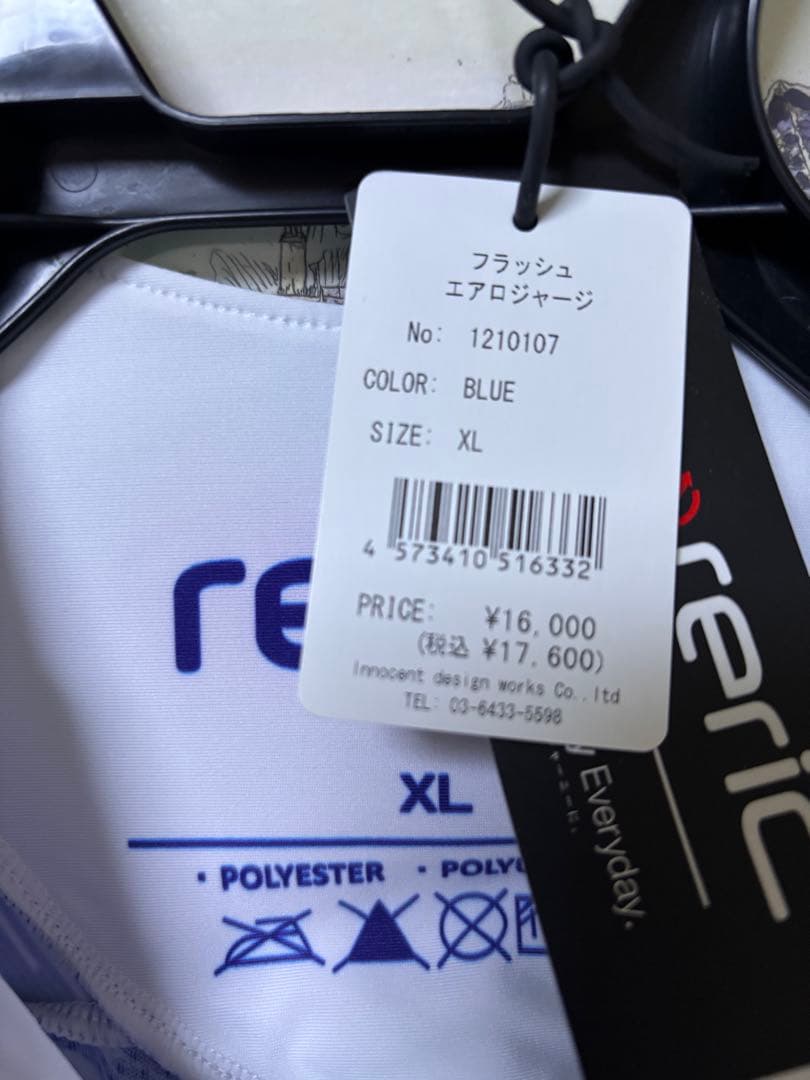 フラッシュ
エアロジャージ
No: 1210107
COLOR: BLUE
SIZE: XL
4 573410 516332
PRICE: ¥16,000
(税込 ¥17,600)
Innocent design works Co.,ltd
TEL: 03-6433-5598
re
XL
・POLYESTER ・POLYU
reric
Everyday.